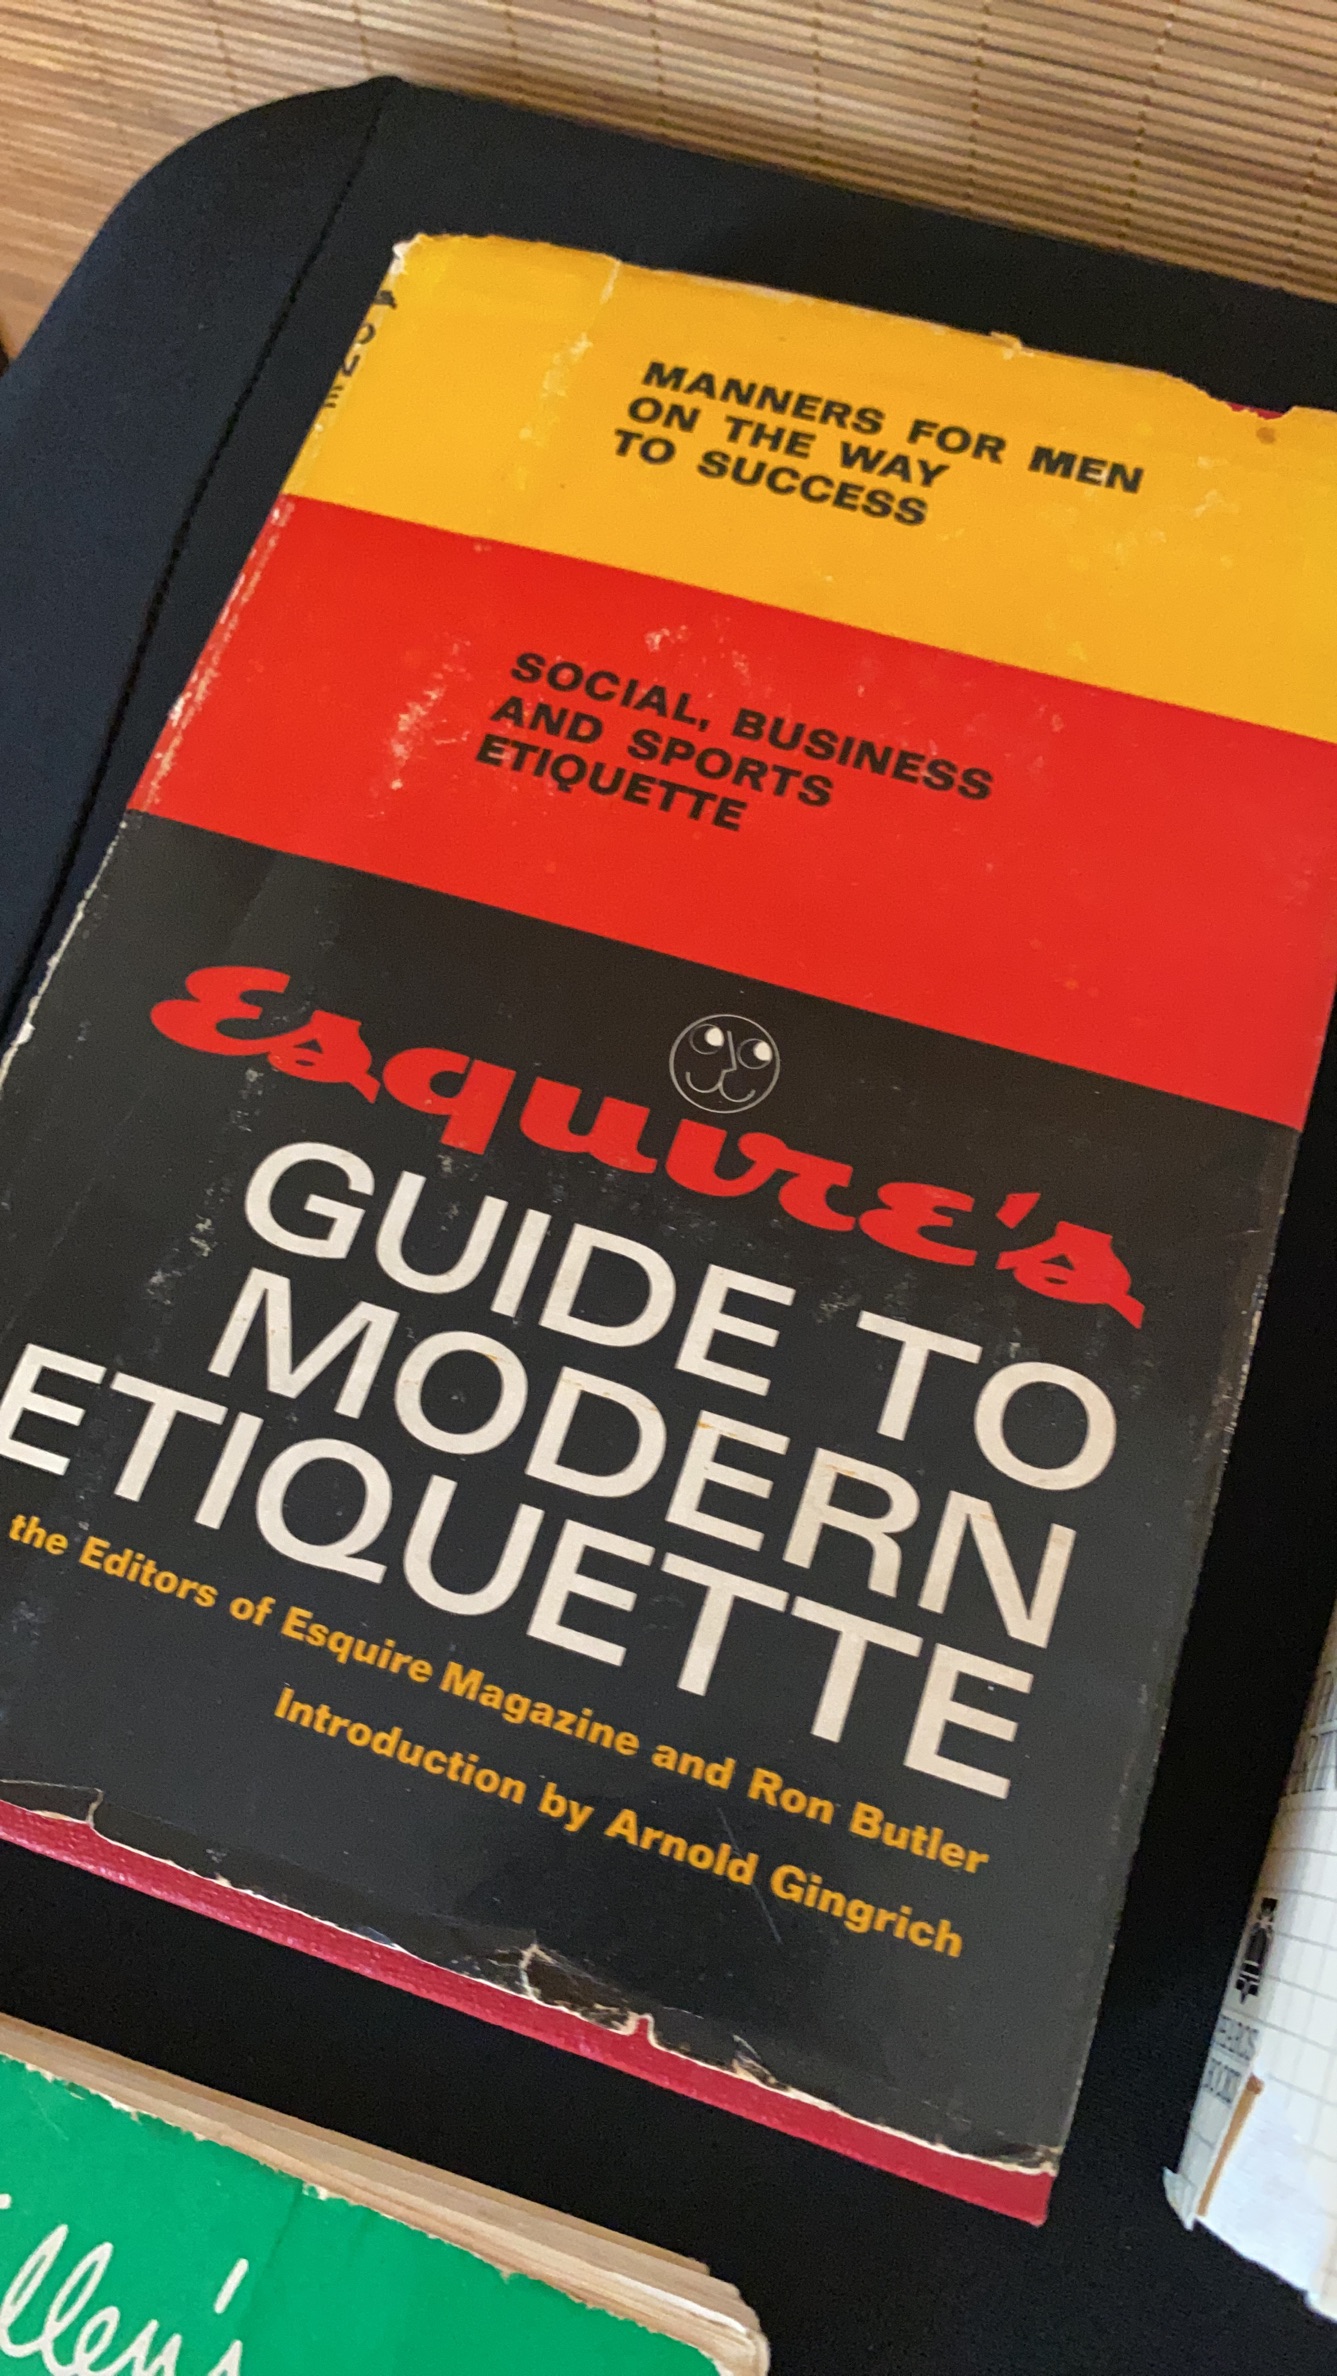 MANNERS FOR MEN
ON THE WAY
TO SUCCESS
SOCIAL, BUSINESS
AND SPORTS
ETIQUETTE
Esquire's
GUIDE TO
MODERN
ETIQUETTE
the Editors of Esquire Magazine and Ron Butler
Introduction by Arnold Gingrich